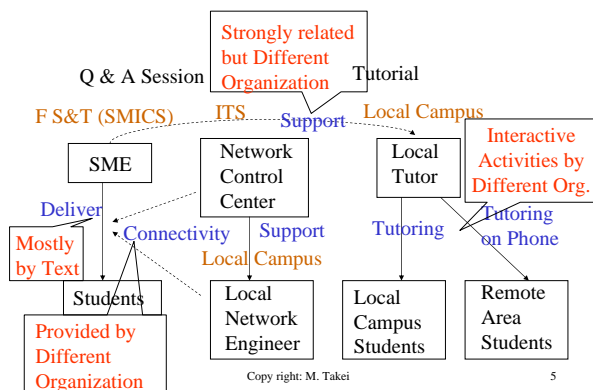 Strongly related
but Different
Organization
Q & A Session
Tutorial
F S&T (SMICS)
ITS
Local Campus
Support
SME
Network
Control
Center
Local
Tutor
Interactive
Activities by
Different Org.
Deliver
Connectivity
Support
Tutoring
Tutoring
on Phone
Mostly
by Text
Local Campus
Students
Local
Network
Engineer
Local
Campus
Students
Remote
Area
Students
Provided by
Different
Organization
Copy right: M. Takei
5